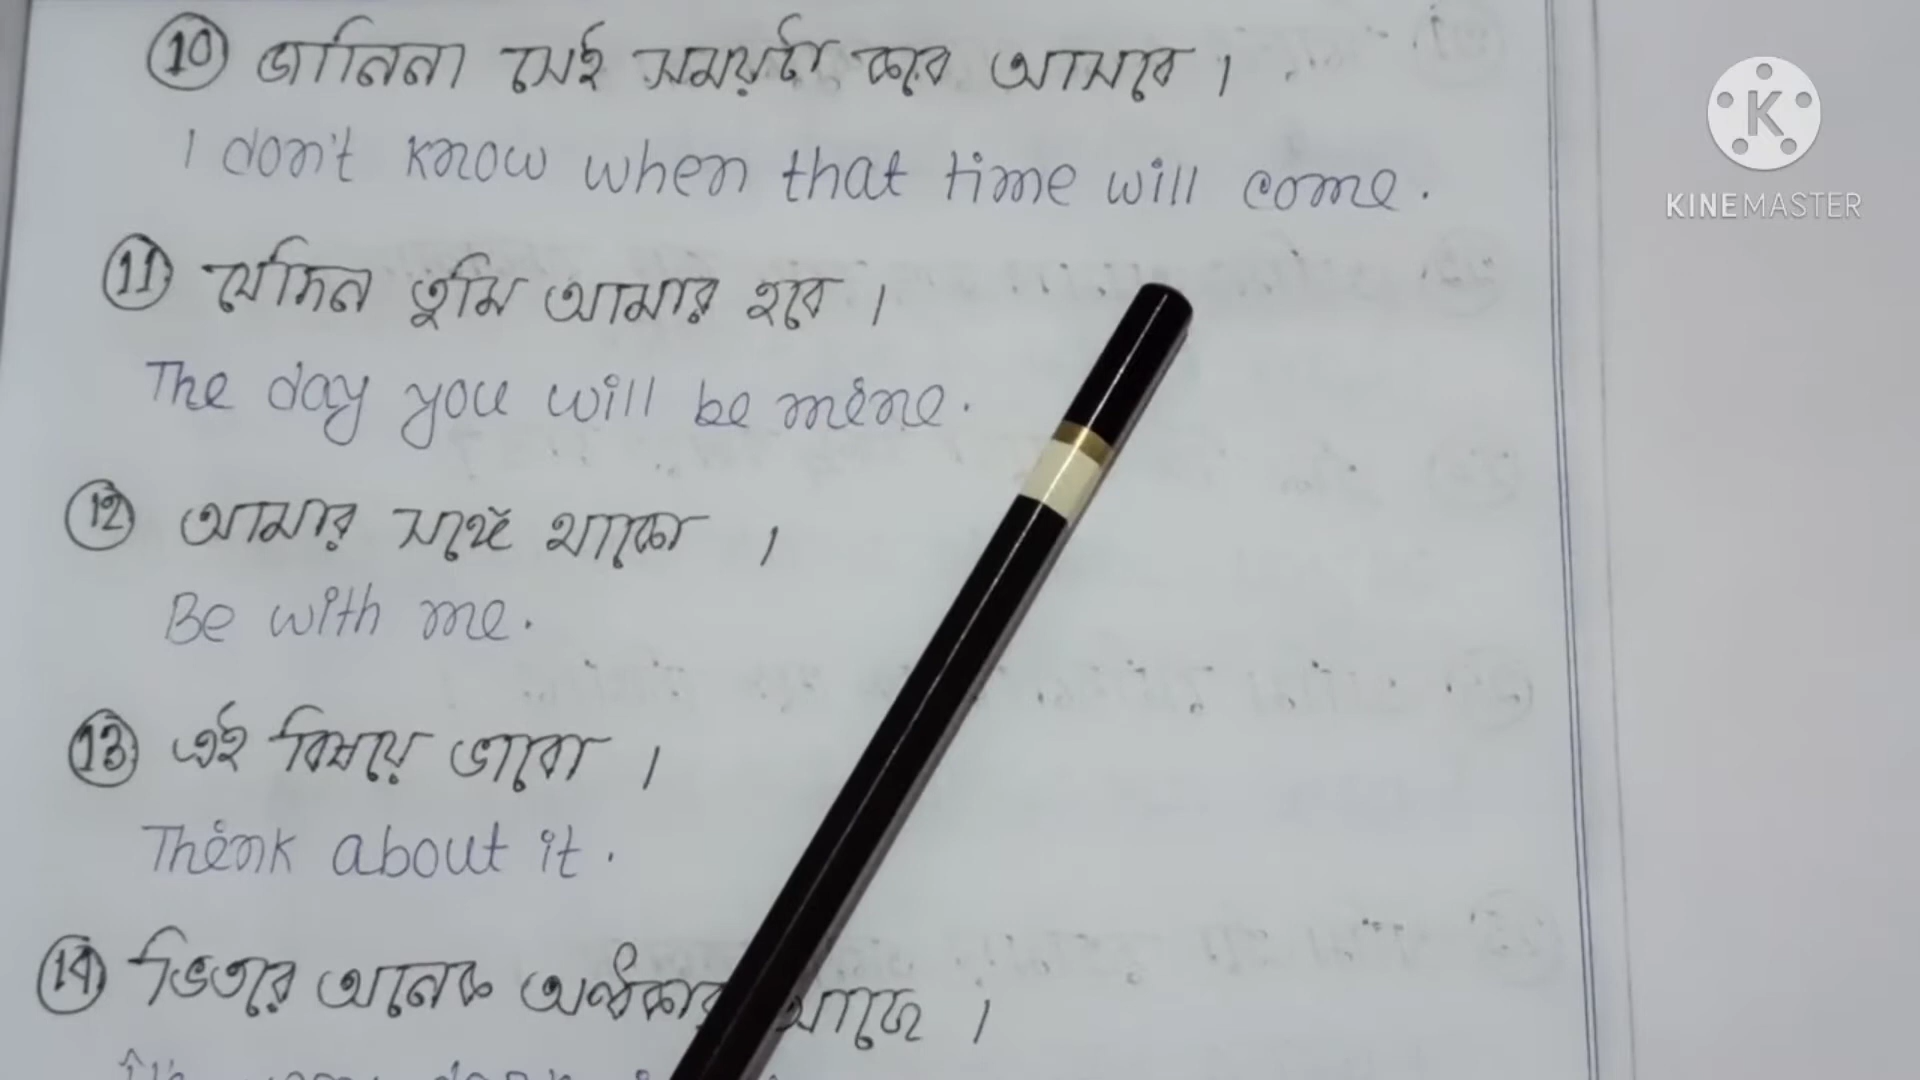 10 জানিনা সেই সময়টা কবে আসবে ।
I don't know when that time will come.
11 যেদিন তুমি আমার হবে ।
The day you will be mine.
12 আমার সঙ্গে থাকো ।
Be with me.
13 এই বিষয়ে ভাবো ।
Think about it.
14 ভিতরে অনেক অন্ধকার আছে ।
K
KINEMASTER